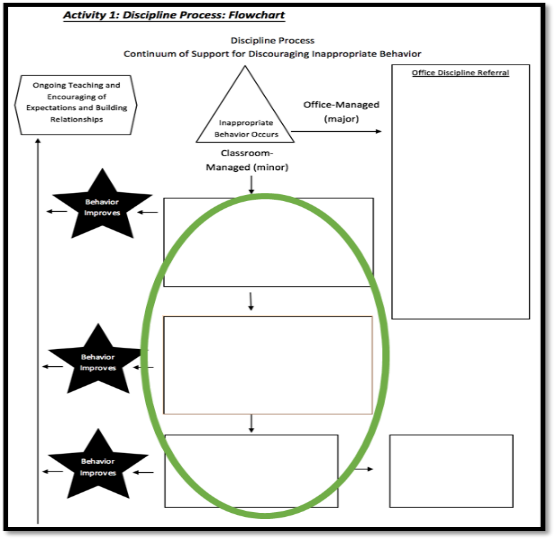 Activity 1: Discipline Process: Flowchart
Discipline Process
Continuum of Support for Discouraging Inappropriate Behavior
Ongoing Teaching and
Encouraging of
Expectations and Building
Relationships
Inappropriate
Behavior Occurs
Office-Managed
(major)
Office Discipline Referral
Classroom-
Managed (minor)
Behavior
Improves
Behavior
Improves
Behavior
Improves